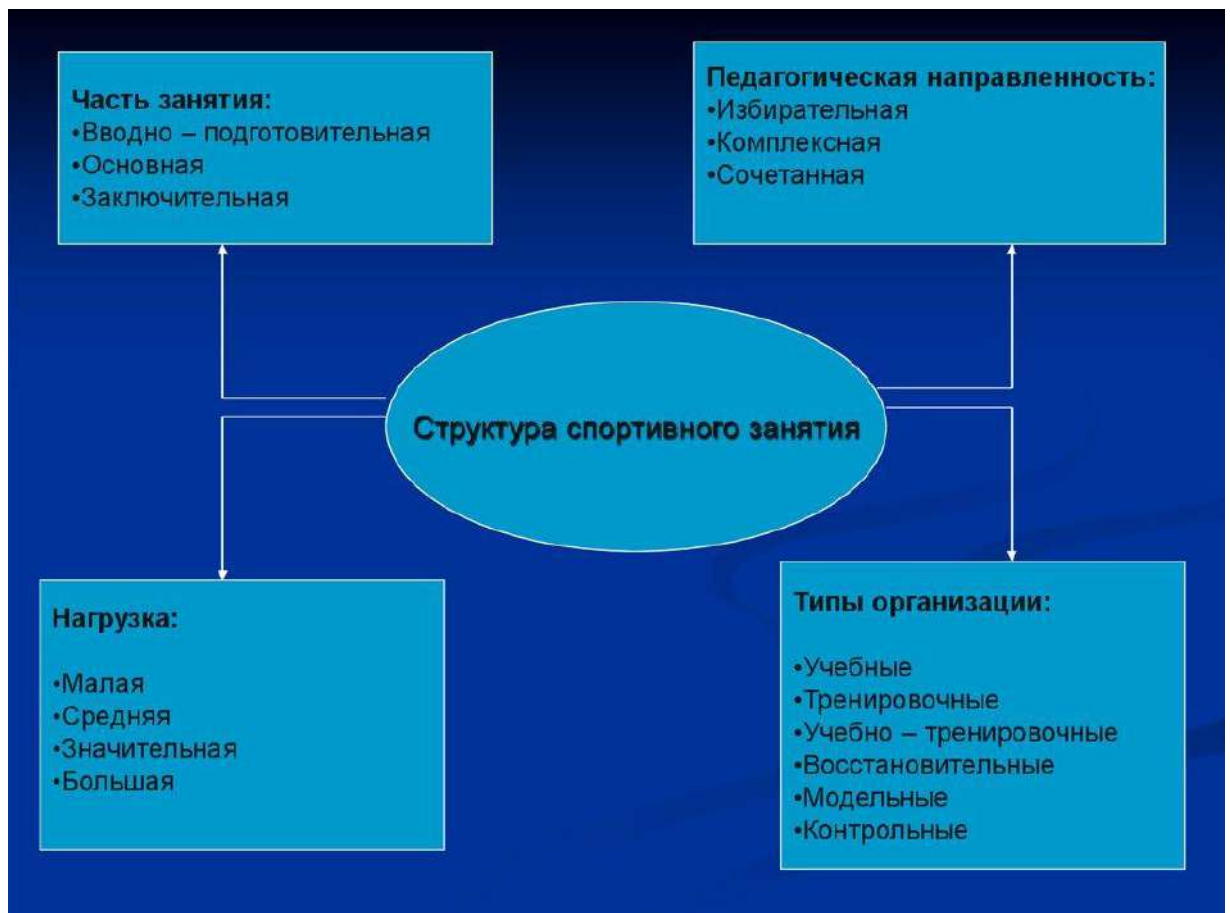 Часть занятия:
•Вводно – подготовительная
•Основная
•Заключительная
Педагогическая направленность:
•Избирательная
•Комплексная
•Сочетанная
Структура спортивного занятия
Нагрузка:
•Малая
•Средняя
•Значительная
•Большая
Типы организации:
•Учебные
•Тренировочные
•Учебно – тренировочные
•Восстановительные
•Модельные
•Контрольные